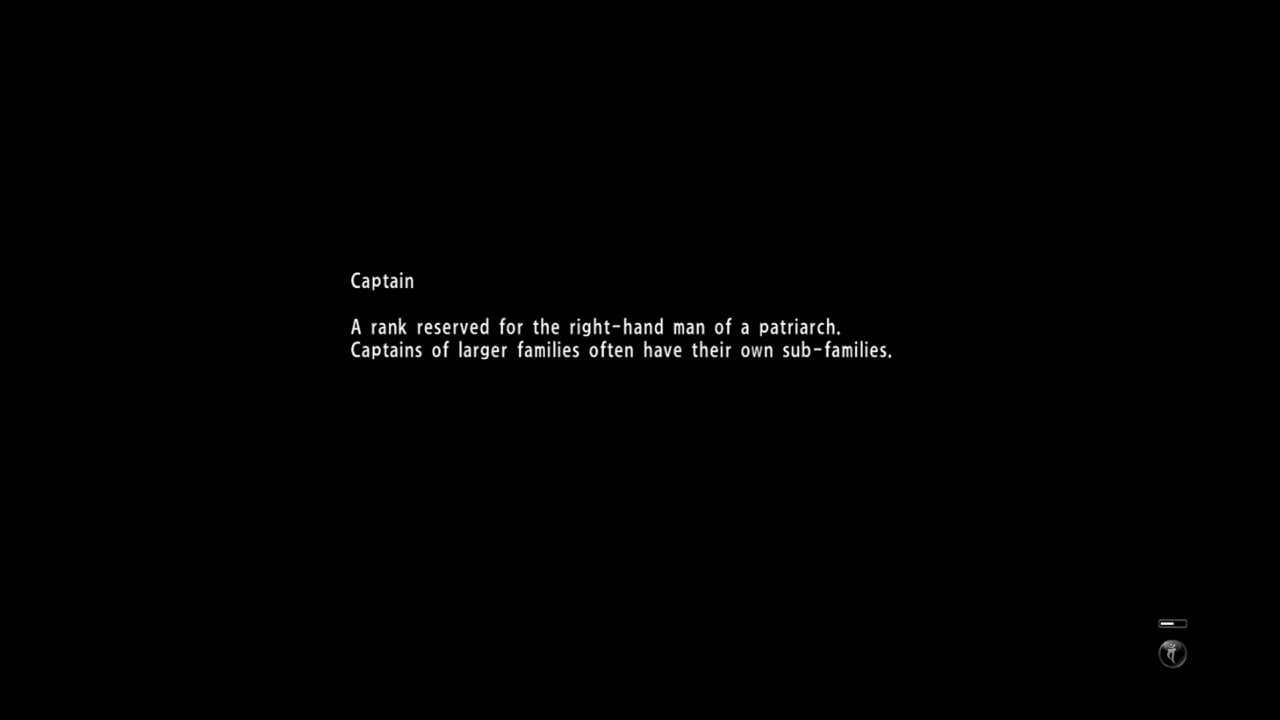 Captain
A rank reserved for the right-hand man of a patriarch.
Captains of larger families often have their own sub-families.